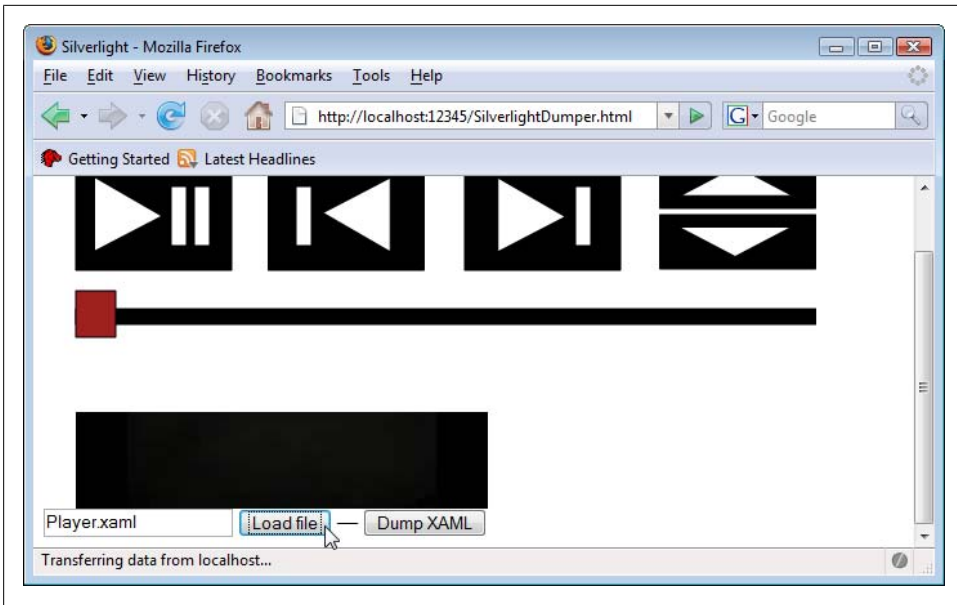 Silverlight - Mozilla Firefox
File Edit View History Bookmarks Tools Help
http://localhost:12345/SilverlightDumper.html G Google
Getting Started Latest Headlines
Player.xaml Load file — Dump XAML
Transferring data from localhost...